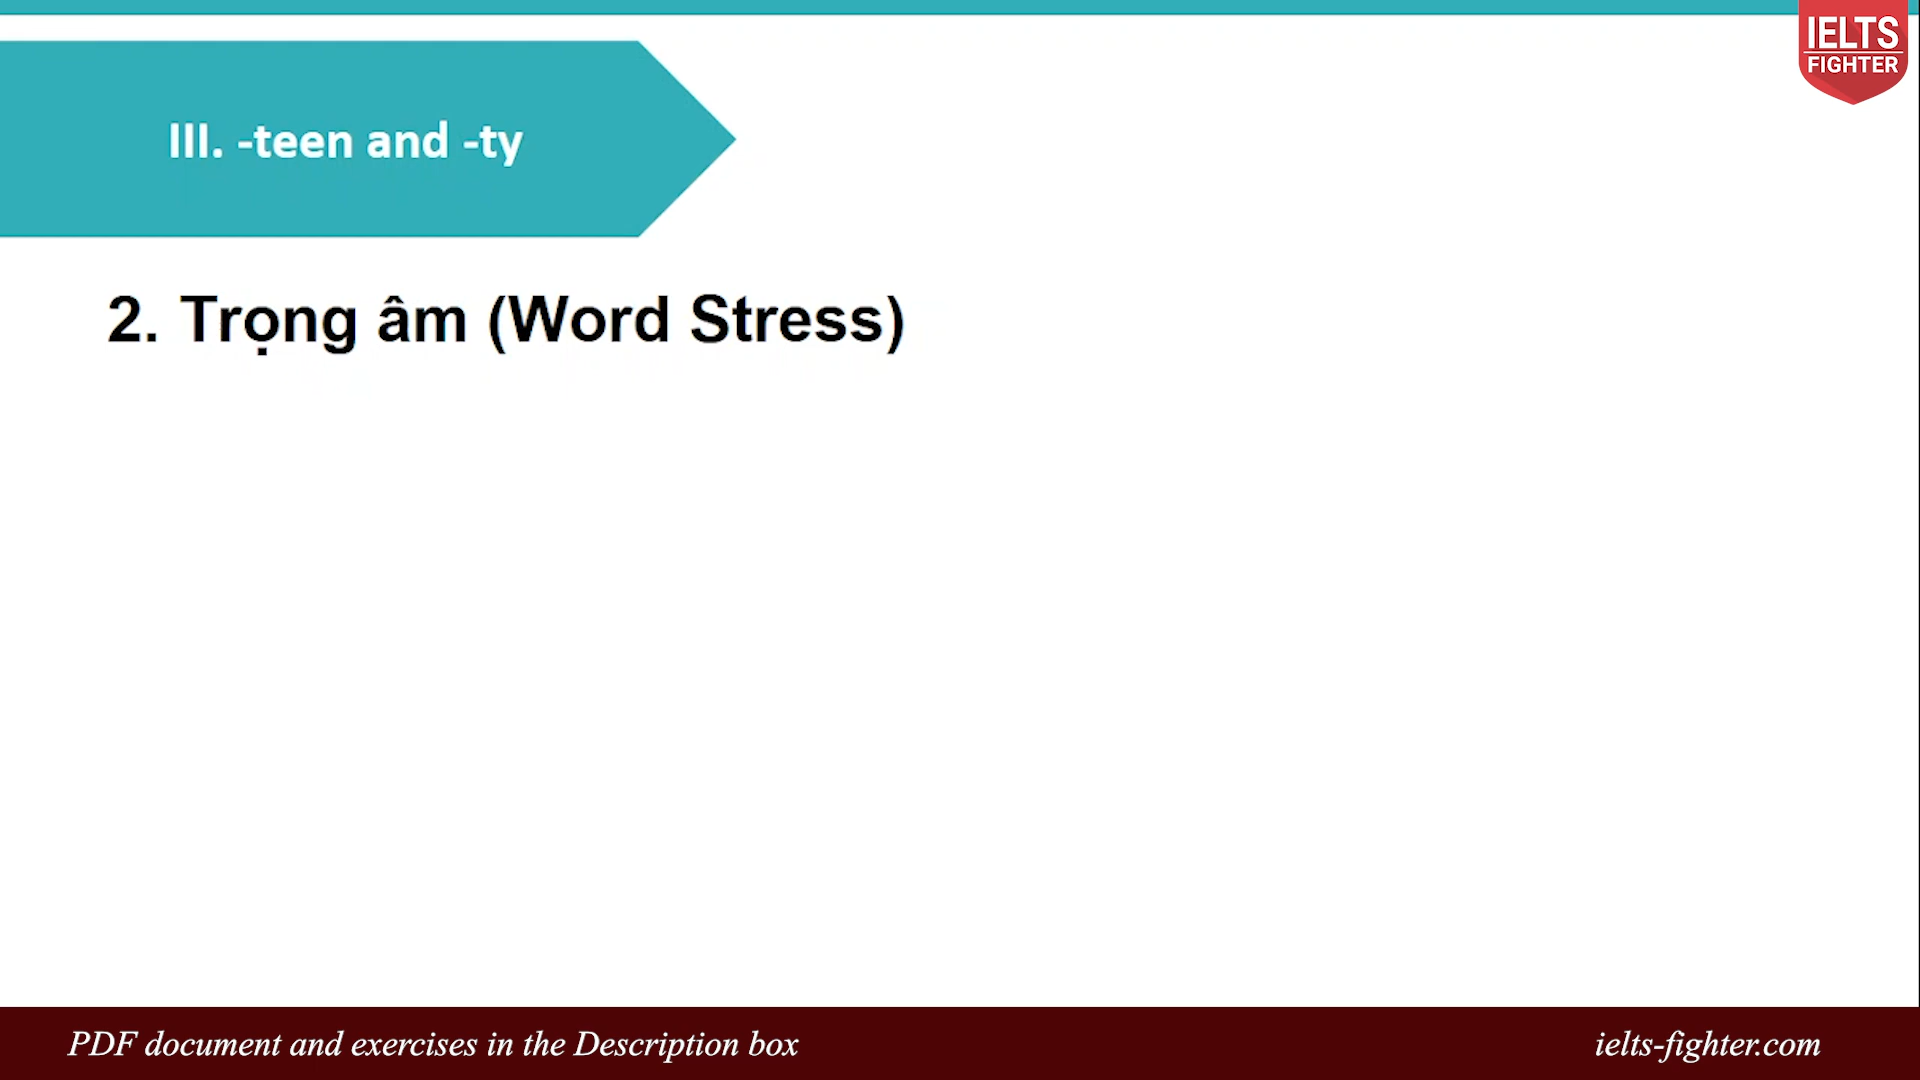 IELTS
FIGHTER
III. -teen and -ty
2. Trọng âm (Word Stress)
PDF document and exercises in the Description box
ielts-fighter.com